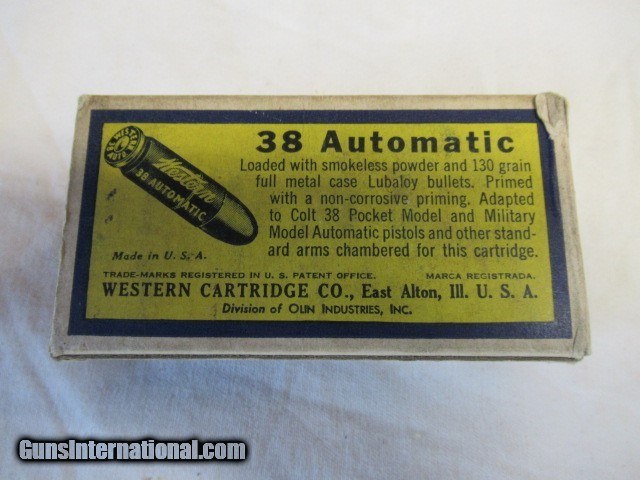 38 Automatic
Loaded with smokeless powder and 130 grain
full metal case Lubaloy bullets. Primed
with a non-corrosive priming. Adapted
to Colt 38 Pocket Model and Military
Model Automatic pistols and other stand-
ard arms chambered for this cartridge.
WESTERN
38 AUTO
Western
38 AUTOMATIC
Made in U. S. A.
TRADE-MARKS REGISTERED IN U. S. PATENT OFFICE. MARCA REGISTRADA.
WESTERN CARTRIDGE CO., East Alton, Ill. U. S. A.
Division of OLIN INDUSTRIES, INC.
GunsInternational.com